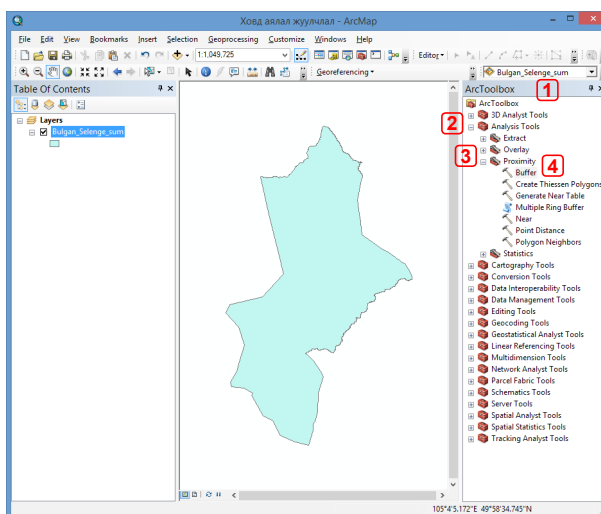 Ховд аялал жуулчлал - ArcMap
File Edit View Bookmarks Insert Selection Geoprocessing Customize Windows Help
1:1,049,725 Editor
Georeferencing Bulgan_Selenge_sum
Table Of Contents
Layers
Bulgan_Selenge_sum
ArcToolbox 1
ArcToolbox
3D Analyst Tools
2 Analysis Tools
Extract
Overlay
3 Proximity 4
Buffer
Create Thiessen Polygons
Generate Near Table
Multiple Ring Buffer
Near
Point Distance
Polygon Neighbors
Statistics
Cartography Tools
Conversion Tools
Data Interoperability Tools
Data Management Tools
Editing Tools
Geocoding Tools
Geostatistical Analyst Tools
Linear Referencing Tools
Multidimension Tools
Network Analyst Tools
Parcel Fabric Tools
Schematics Tools
Server Tools
Spatial Analyst Tools
Spatial Statistics Tools
Tracking Analyst Tools
105°4'5.172"E 49°58'34.745"N